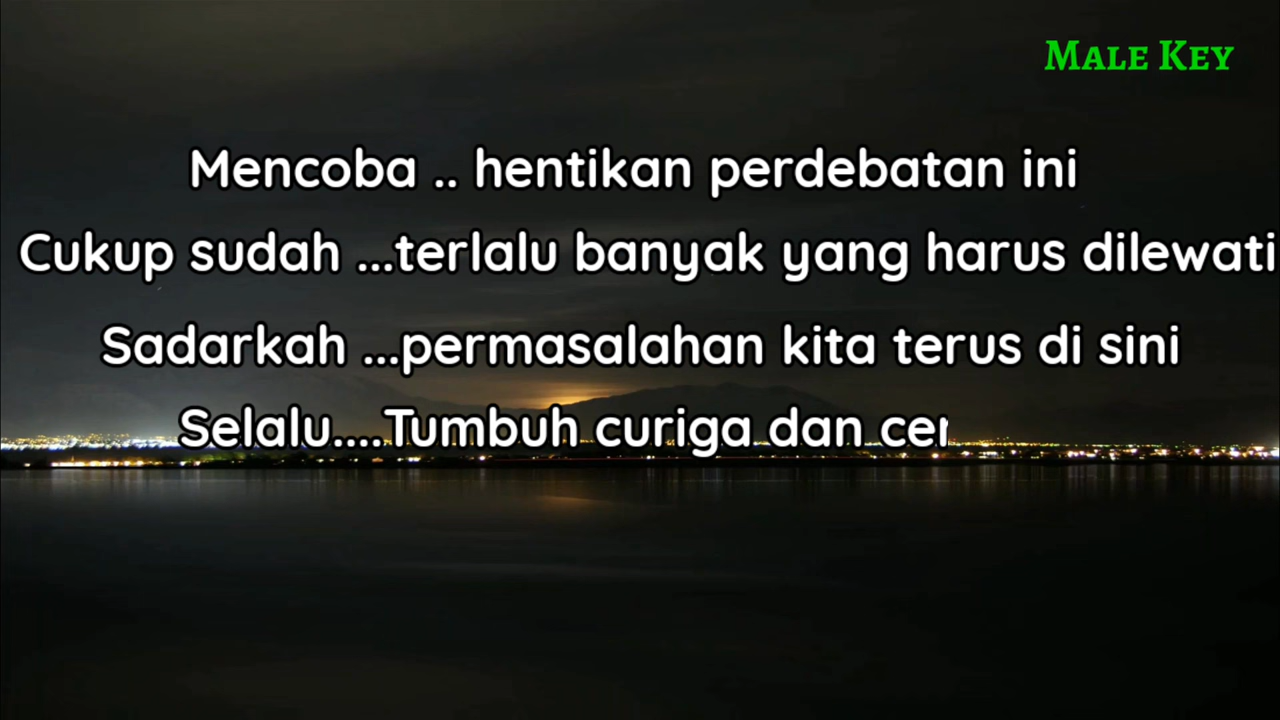 MALE KEY
Mencoba .. hentikan perdebatan ini
Cukup sudah ...terlalu banyak yang harus dilewati
Sadarkah ...permasalahan kita terus di sini
Selalu....Tumbuh curiga dan